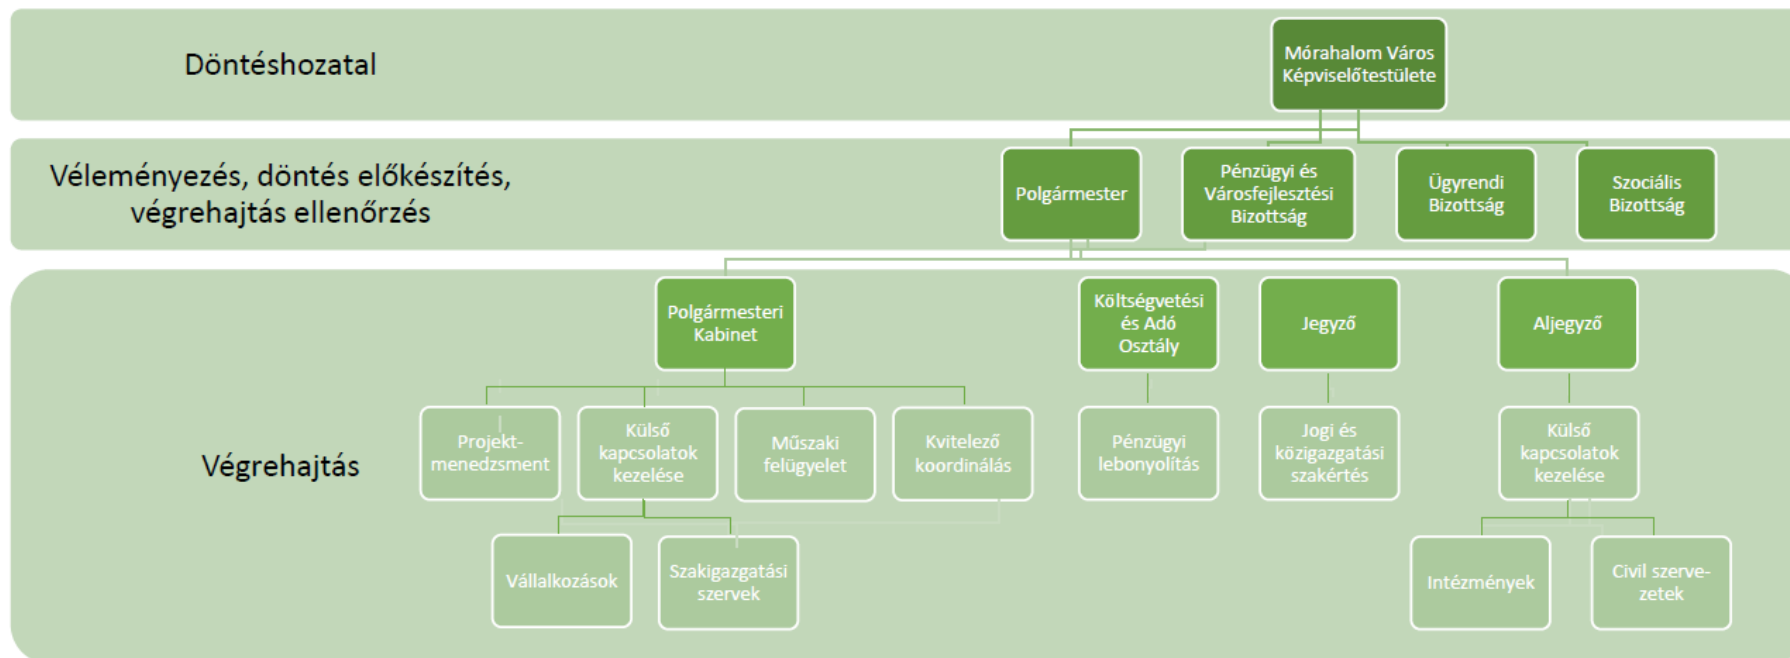 Döntéshozatal
Mórahalom Város
Képviselőtestülete
Véleményezés, döntés előkészítés,
végrehajtás ellenőrzés
Polgármester
Pénzügyi és
Városfejlesztési
Bizottság
Ügyrendi
Bizottság
Szociális
Bizottság
Végrehajtás
Polgármesteri
Kabinet
Költségvetési
és Adó
Osztály
Jegyző
Aljegyző
Projekt-
menedzsment
Külső
kapcsolatok
kezelése
Műszaki
felügyelet
Kvitelező
koordinálás
Pénzügyi
lebonyolítás
Jogi és
közigazgatási
szakértés
Külső
kapcsolatok
kezelése
Vállalkozások
Szakigazgatási
szervek
Intézmények
Civil szerve-
zetek